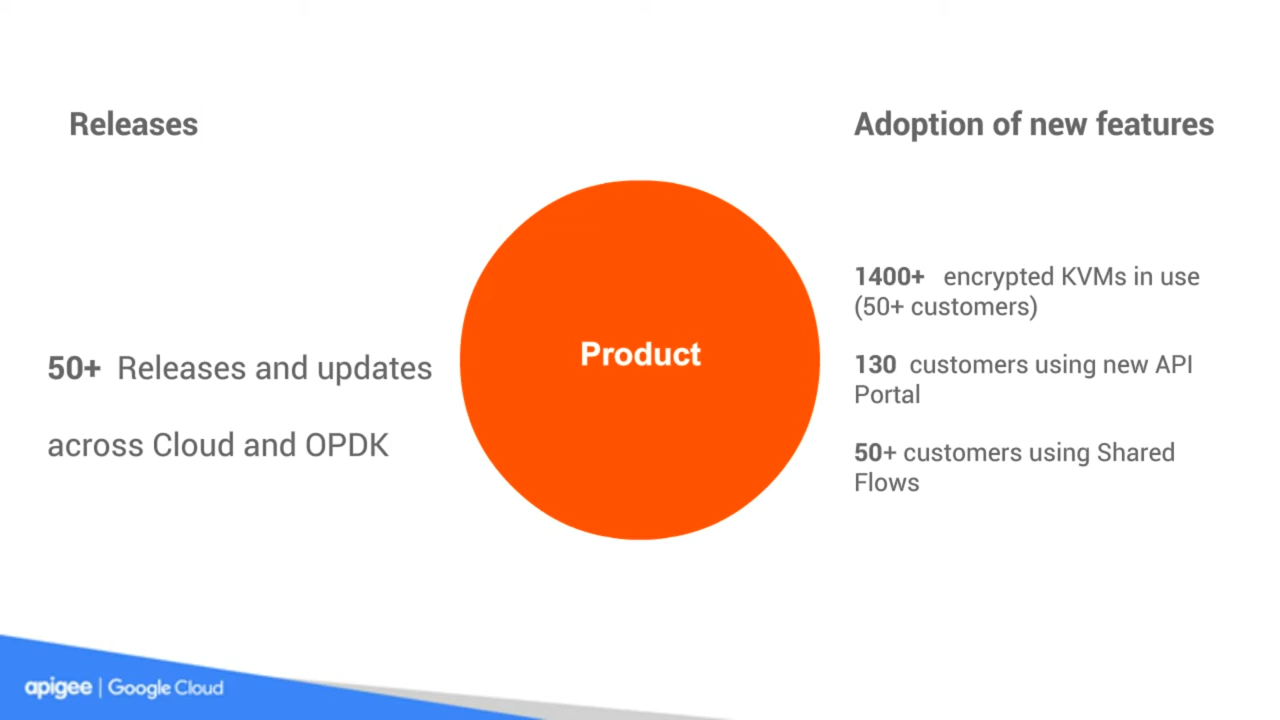 Releases
Adoption of new features
50+ Releases and updates
across Cloud and OPDK
Product
1400+ encrypted KVMs in use
(50+ customers)
130 customers using new API
Portal
50+ customers using Shared
Flows
apigee | Google Cloud